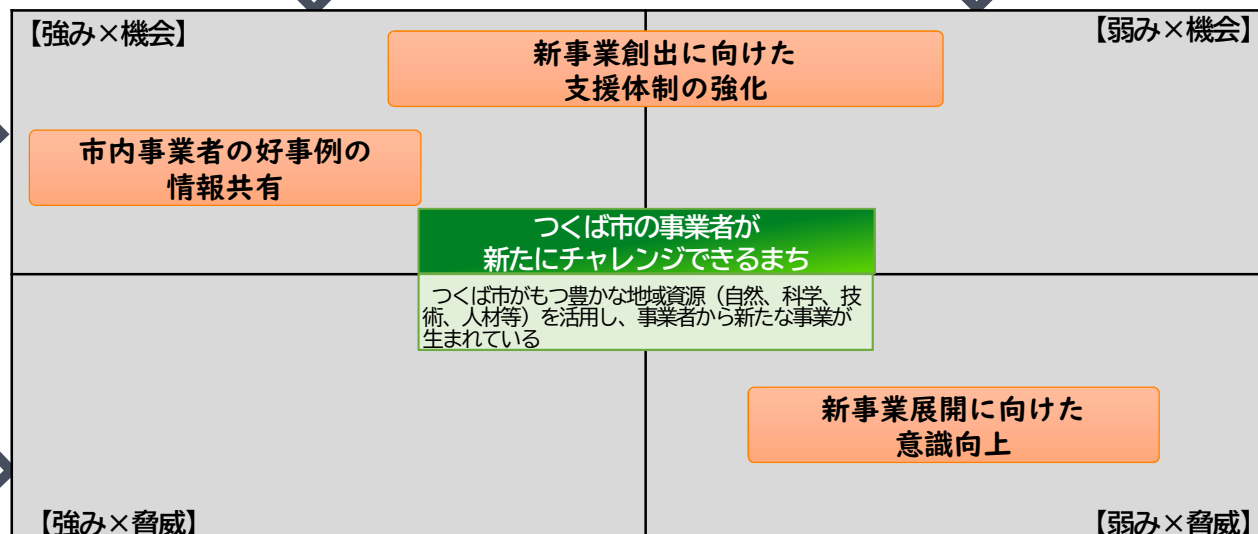 【強み×機会】
【弱み×機会】
新事業創出に向けた
支援体制の強化
市内事業者の好事例の
情報共有
つくば市の事業者が
新たにチャレンジできるまち
つくば市がもつ豊かな地域資源（自然、科学、技
術、人材等）を活用し、事業者から新たな事業が
生まれている
新事業展開に向けた
意識向上
【強み×脅威】
【弱み×脅威】